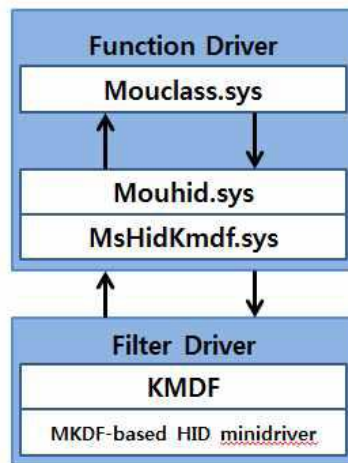 Function Driver
Mouclass.sys
Mouhid.sys
MsHidKmdf.sys
Filter Driver
KMDF
MKDF-based HID minidriver